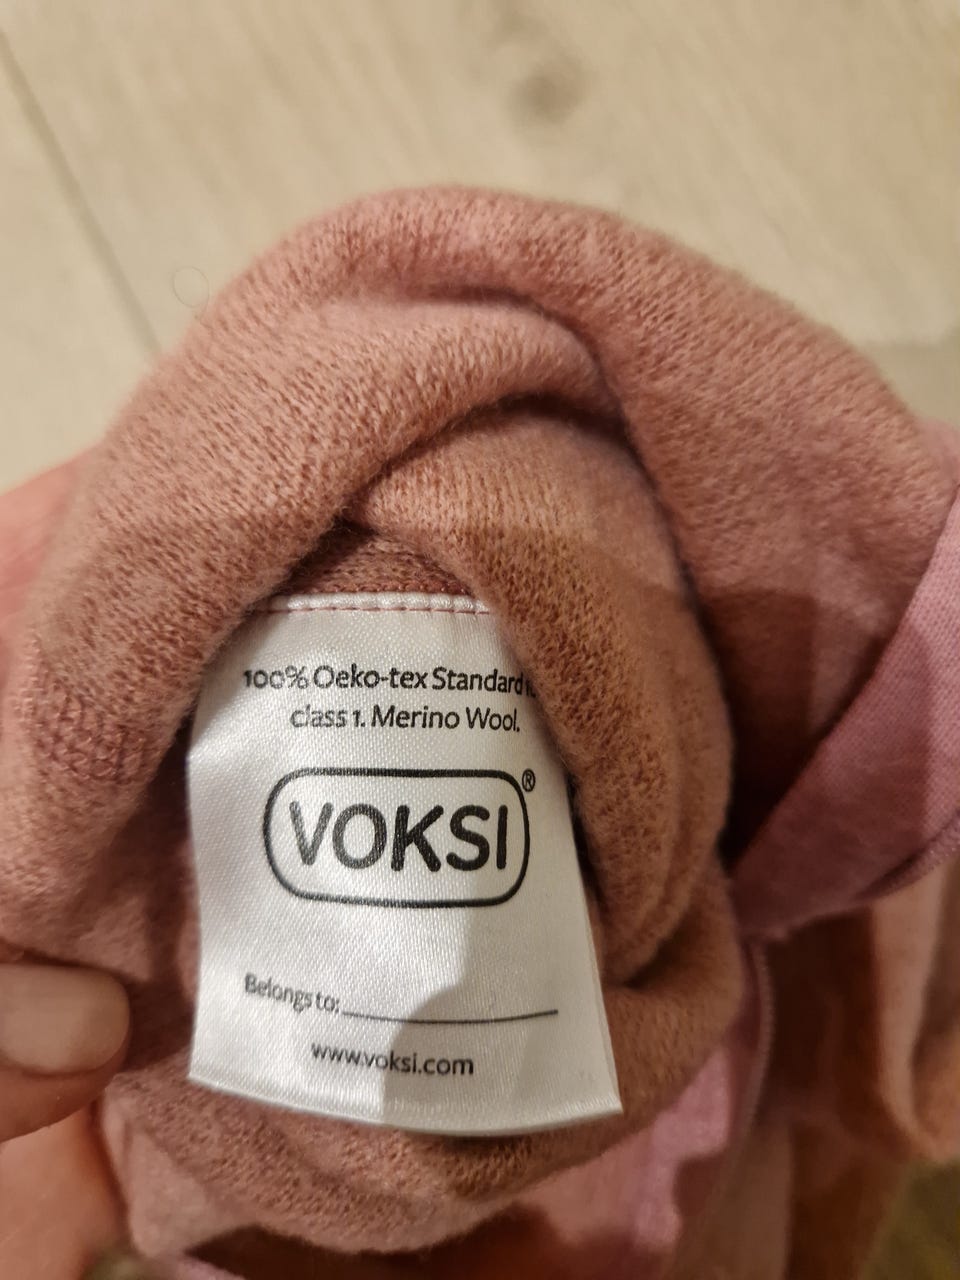 100% Oeko-tex Standard
class 1. Merino Wool.
VOKSI®
Belongs to:
www.voksi.com